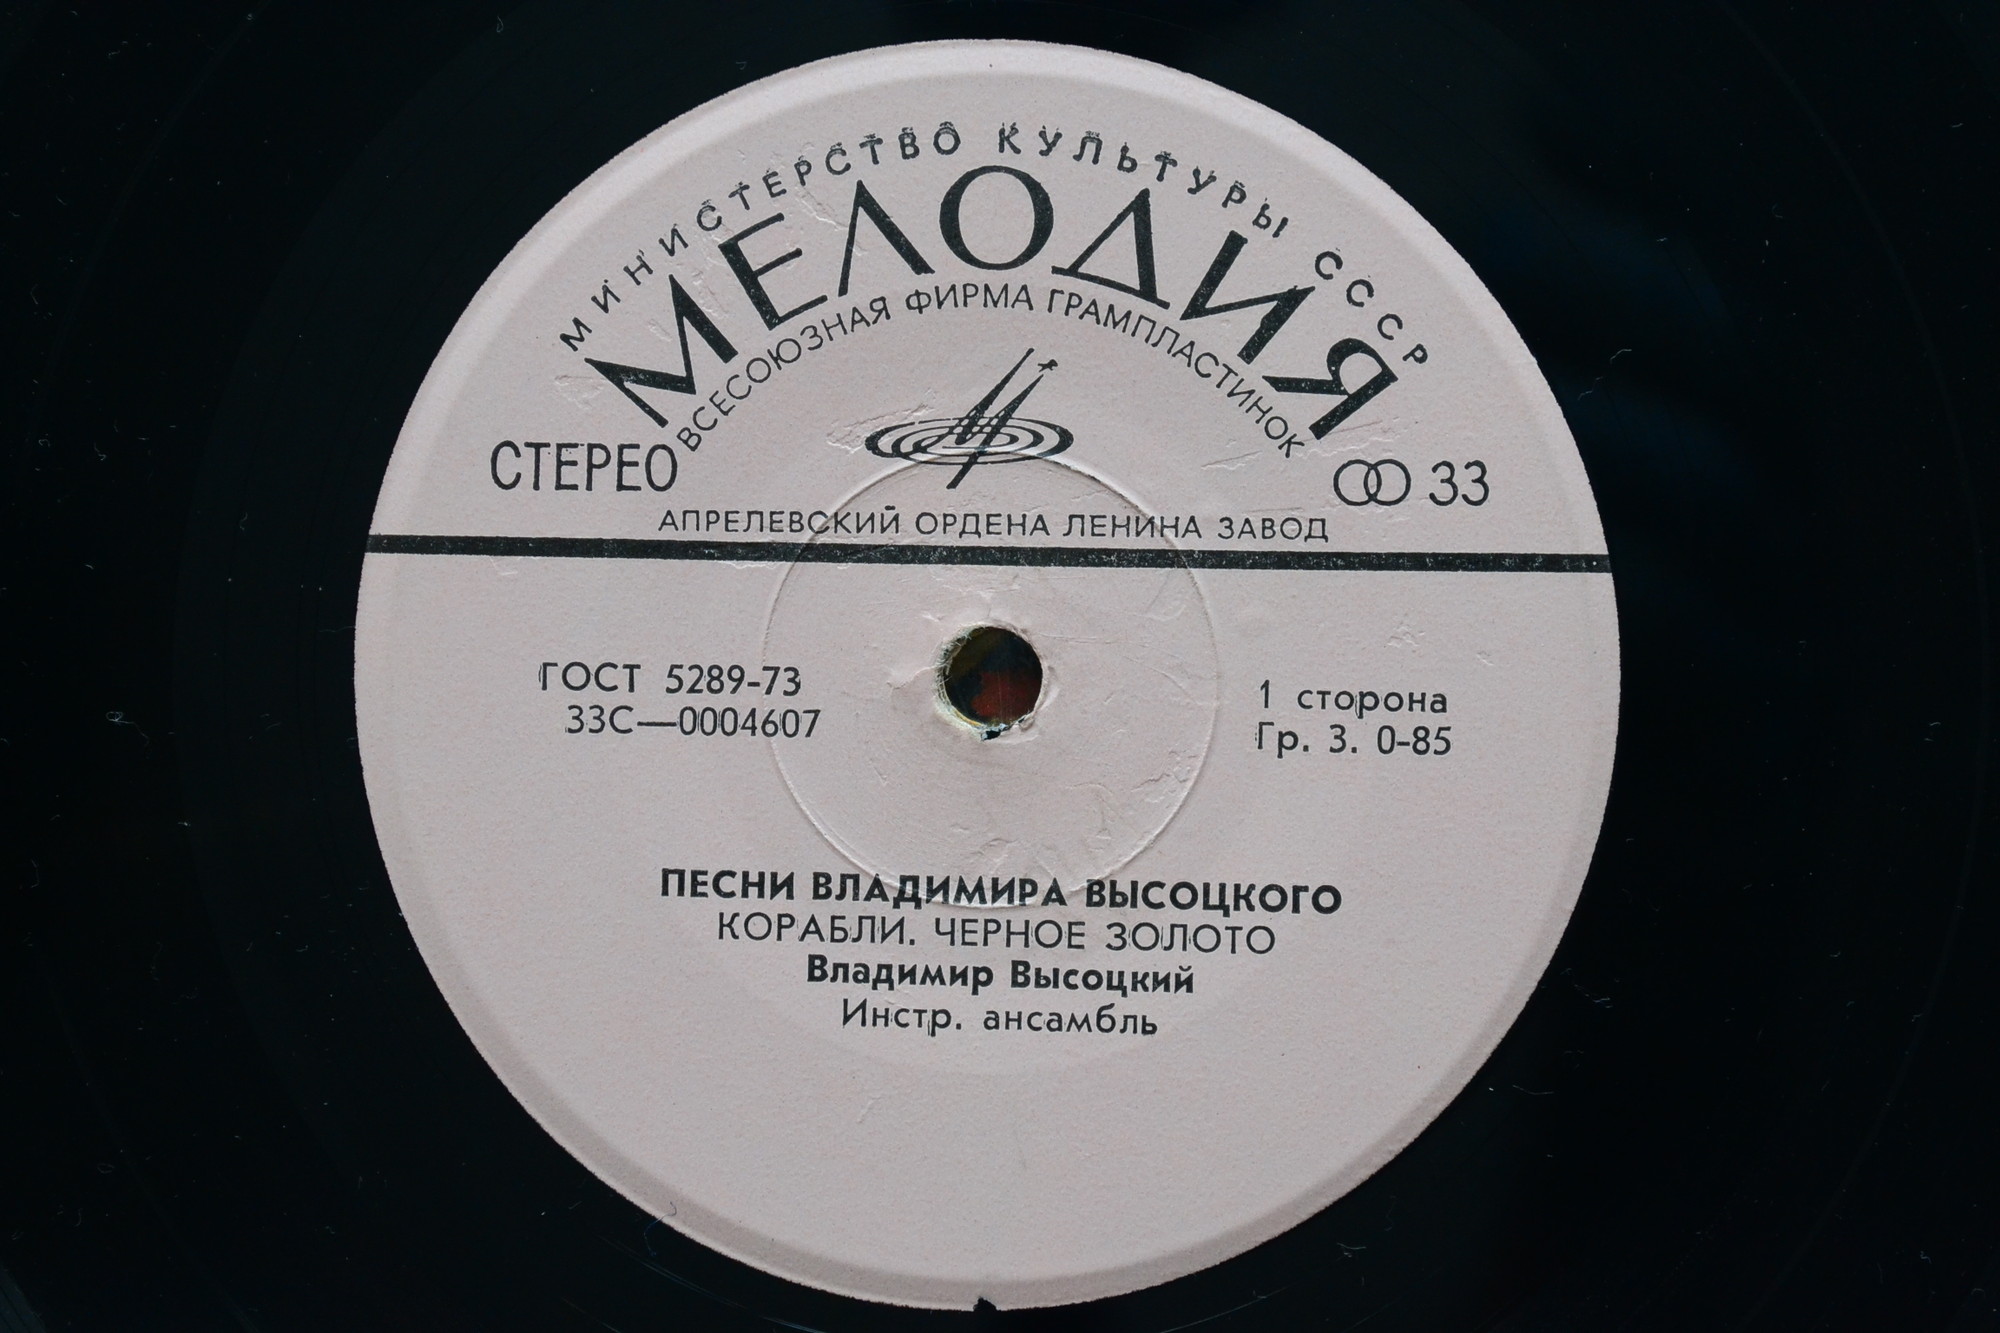 МИНИСТЕРСТВО КУЛЬТУРЫ СССР
МЕЛОДИЯ
ВСЕСОЮЗНАЯ ФИРМА ГРАМПЛАСТИНОК
СТЕРЕО
33
АПРЕЛЕВСКИЙ ОРДЕНА ЛЕНИНА ЗАВОД
ГОСТ 5289-73
33С—0004607
1 сторона
Гр. 3. 0-85
ПЕСНИ ВЛАДИМИРА ВЫСОЦКОГО
КОРАБЛИ. ЧЕРНОЕ ЗОЛОТО
Владимир Высоцкий
Инстр. ансамбль